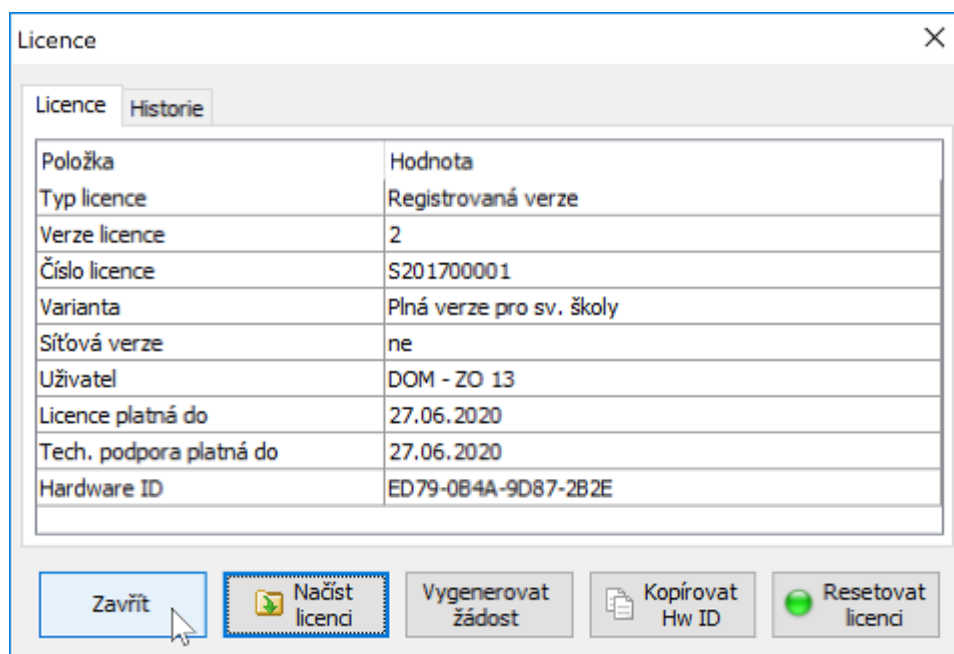 Licence
Licence Historie
Položka Hodnota
Typ licence Registrovaná verze
Verze licence 2
Číslo licence S201700001
Varianta Plná verze pro sv. školy
Síťová verze ne
Uživatel DOM - ZO 13
Licence platná do 27.06.2020
Tech. podpora platná do 27.06.2020
Hardware ID ED79-0B4A-9D87-2B2E
Zavřít
Načíst
licenci
Vygenerovat
žádost
Kopírovat
Hw ID
Resetovat
licenci